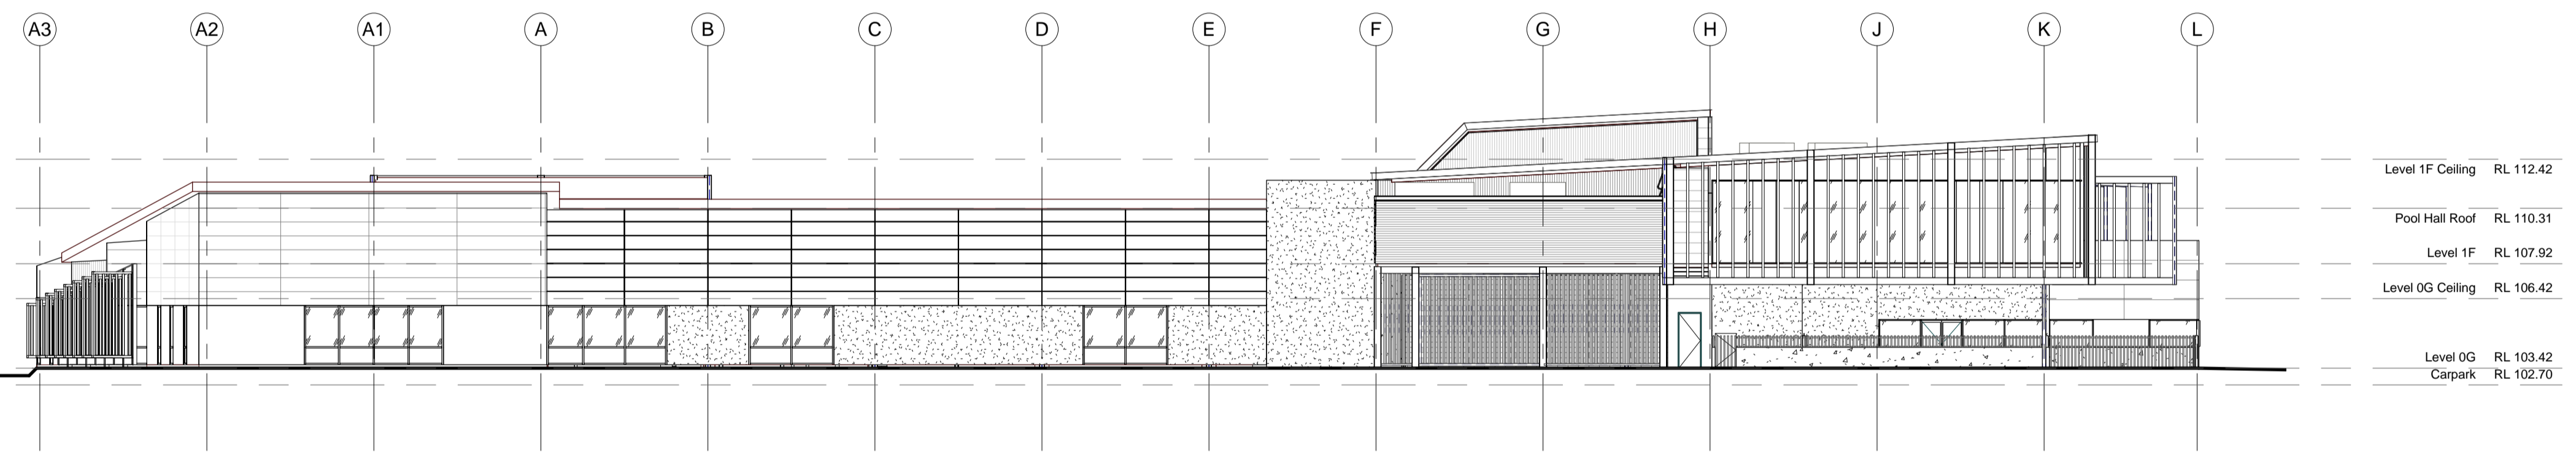 A3 A2 A1 A B C D E F G H J K L
Level 1F Ceiling RL 112.42
Pool Hall Roof RL 110.31
Level 1F RL 107.92
Level 0G Ceiling RL 106.42
Level 0G RL 103.42
Carpark RL 102.70